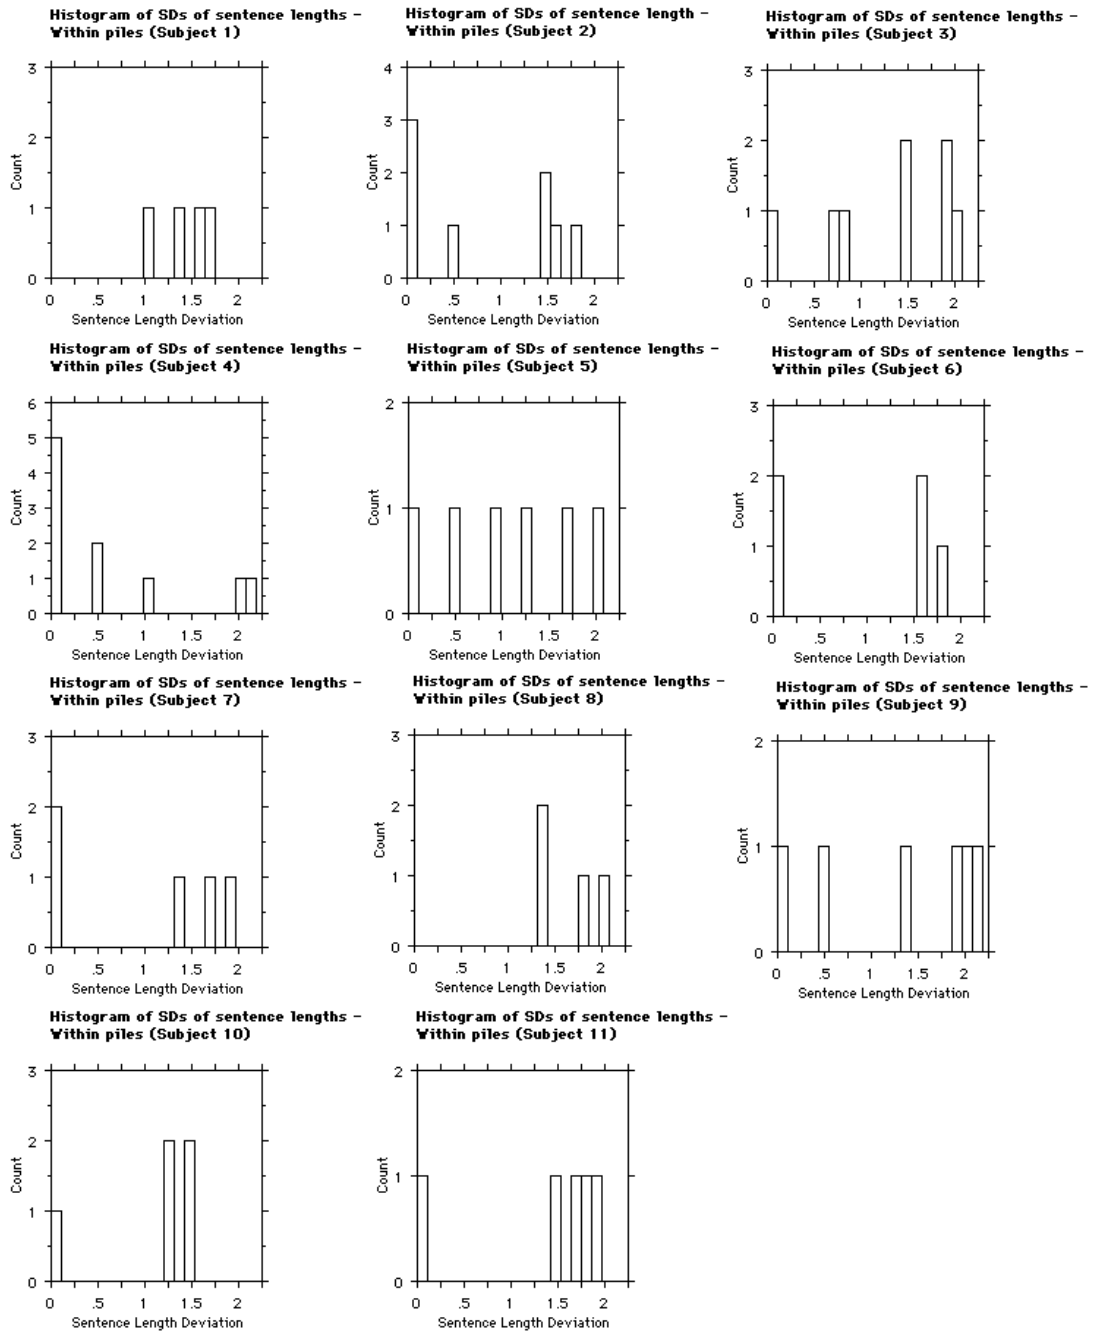 Histogram of SDs of sentence lengths -
Within piles (Subject 1)
3
2
1
0
Count
0 .5 1 1.5 2
Sentence Length Deviation
Histogram of SDs of sentence length -
Within piles (Subject 2)
4
3
2
1
0
Count
0 .5 1 1.5 2
Sentence Length Deviation
Histogram of SDs of sentence lengths -
Within piles (Subject 3)
3
2
1
0
Count
0 .5 1 1.5 2
Sentence Length Deviation
Histogram of SDs of sentence lengths -
Within piles (Subject 4)
6
5
4
3
2
1
0
Count
0 .5 1 1.5 2
Sentence Length Deviation
Histogram of SDs of sentence lengths -
Within piles (Subject 5)
2
1
0
Count
0 .5 1 1.5 2
Sentence Length Deviation
Histogram of SDs of sentence lengths -
Within piles (Subject 6)
3
2
1
0
Count
0 .5 1 1.5 2
Sentence Length Deviation
Histogram of SDs of sentence lengths -
Within piles (Subject 7)
3
2
1
0
Count
0 .5 1 1.5 2
Sentence Length Deviation
Histogram of SDs of sentence lengths -
Within piles (Subject 8)
3
2
1
0
Count
0 .5 1 1.5 2
Sentence Length Deviation
Histogram of SDs of sentence lengths -
Within piles (Subject 9)
2
1
0
Count
0 .5 1 1.5 2
Sentence Length Deviation
Histogram of SDs of sentence lengths -
Within piles (Subject 10)
3
2
1
0
Count
0 .5 1 1.5 2
Sentence Length Deviation
Histogram of SDs of sentence lengths -
Within piles (Subject 11)
2
1
0
Count
0 .5 1 1.5 2
Sentence Length Deviation